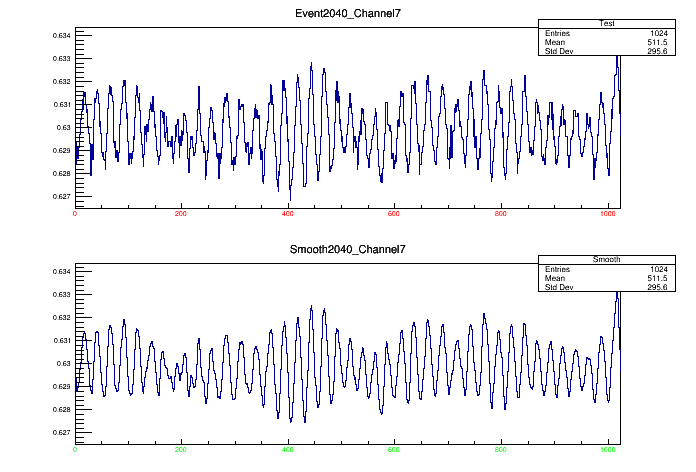 Event2040_Channel7
Test
Entries 1024
Mean 511.5
Std Dev 295.6
0.634
0.633
0.632
0.631
0.63
0.629
0.628
0.627
0 200 400 600 800 1000
Smooth2040_Channel7
Smooth
Entries 1024
Mean 511.5
Std Dev 295.6
0.634
0.633
0.632
0.631
0.63
0.629
0.628
0.627
0 200 400 600 800 1000